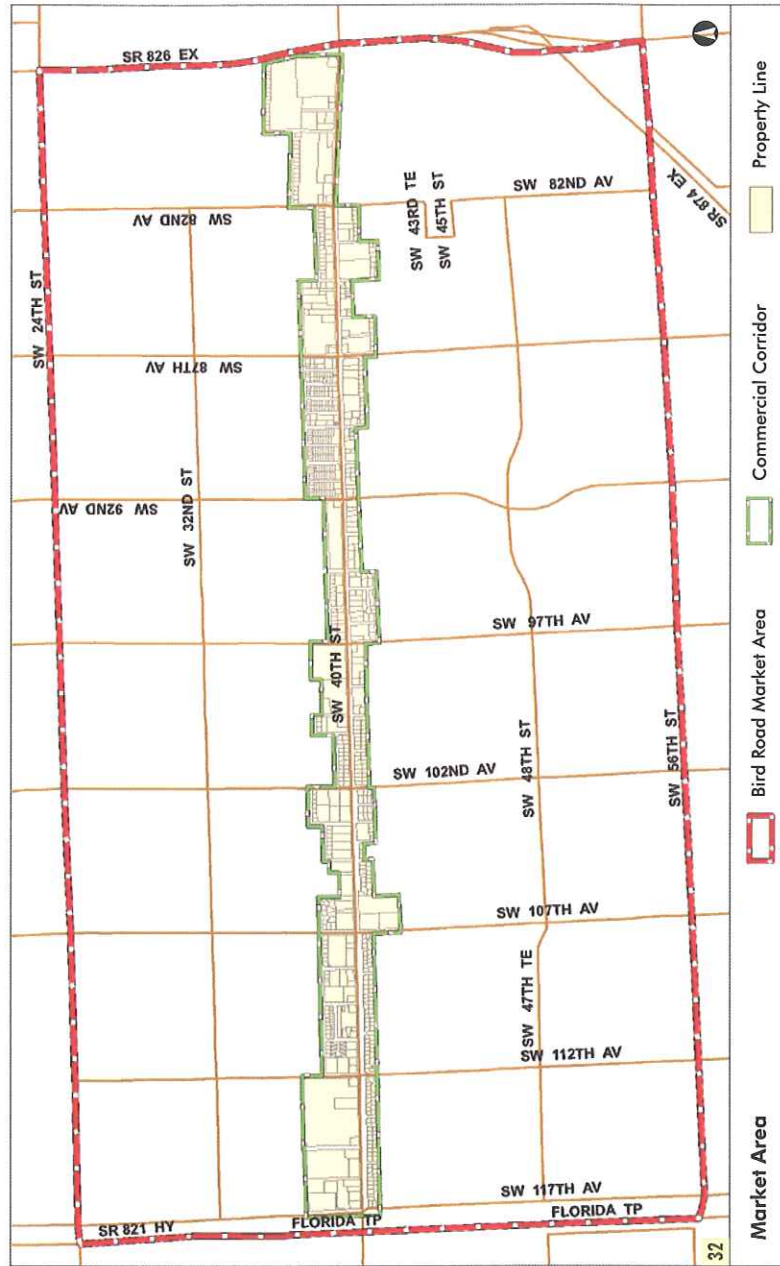 SW 24TH ST
SR 826 EX
SW 82ND AV
SW 87TH AV
SW 92ND AV
SW 32ND ST
SW 43RD TE
SW 45TH ST
SW 82ND AV
SR 874 EX
SW 40TH ST
SW 97TH AV
SW 102ND AV
SW 48TH ST
SW 56TH ST
SW 107TH AV
SW 47TH TE
SW 112TH AV
SW 117TH AV
SR 821 HY
FLORIDA TP
FLORIDA TP
32
Market Area
Bird Road Market Area
Commercial Corridor
Property Line